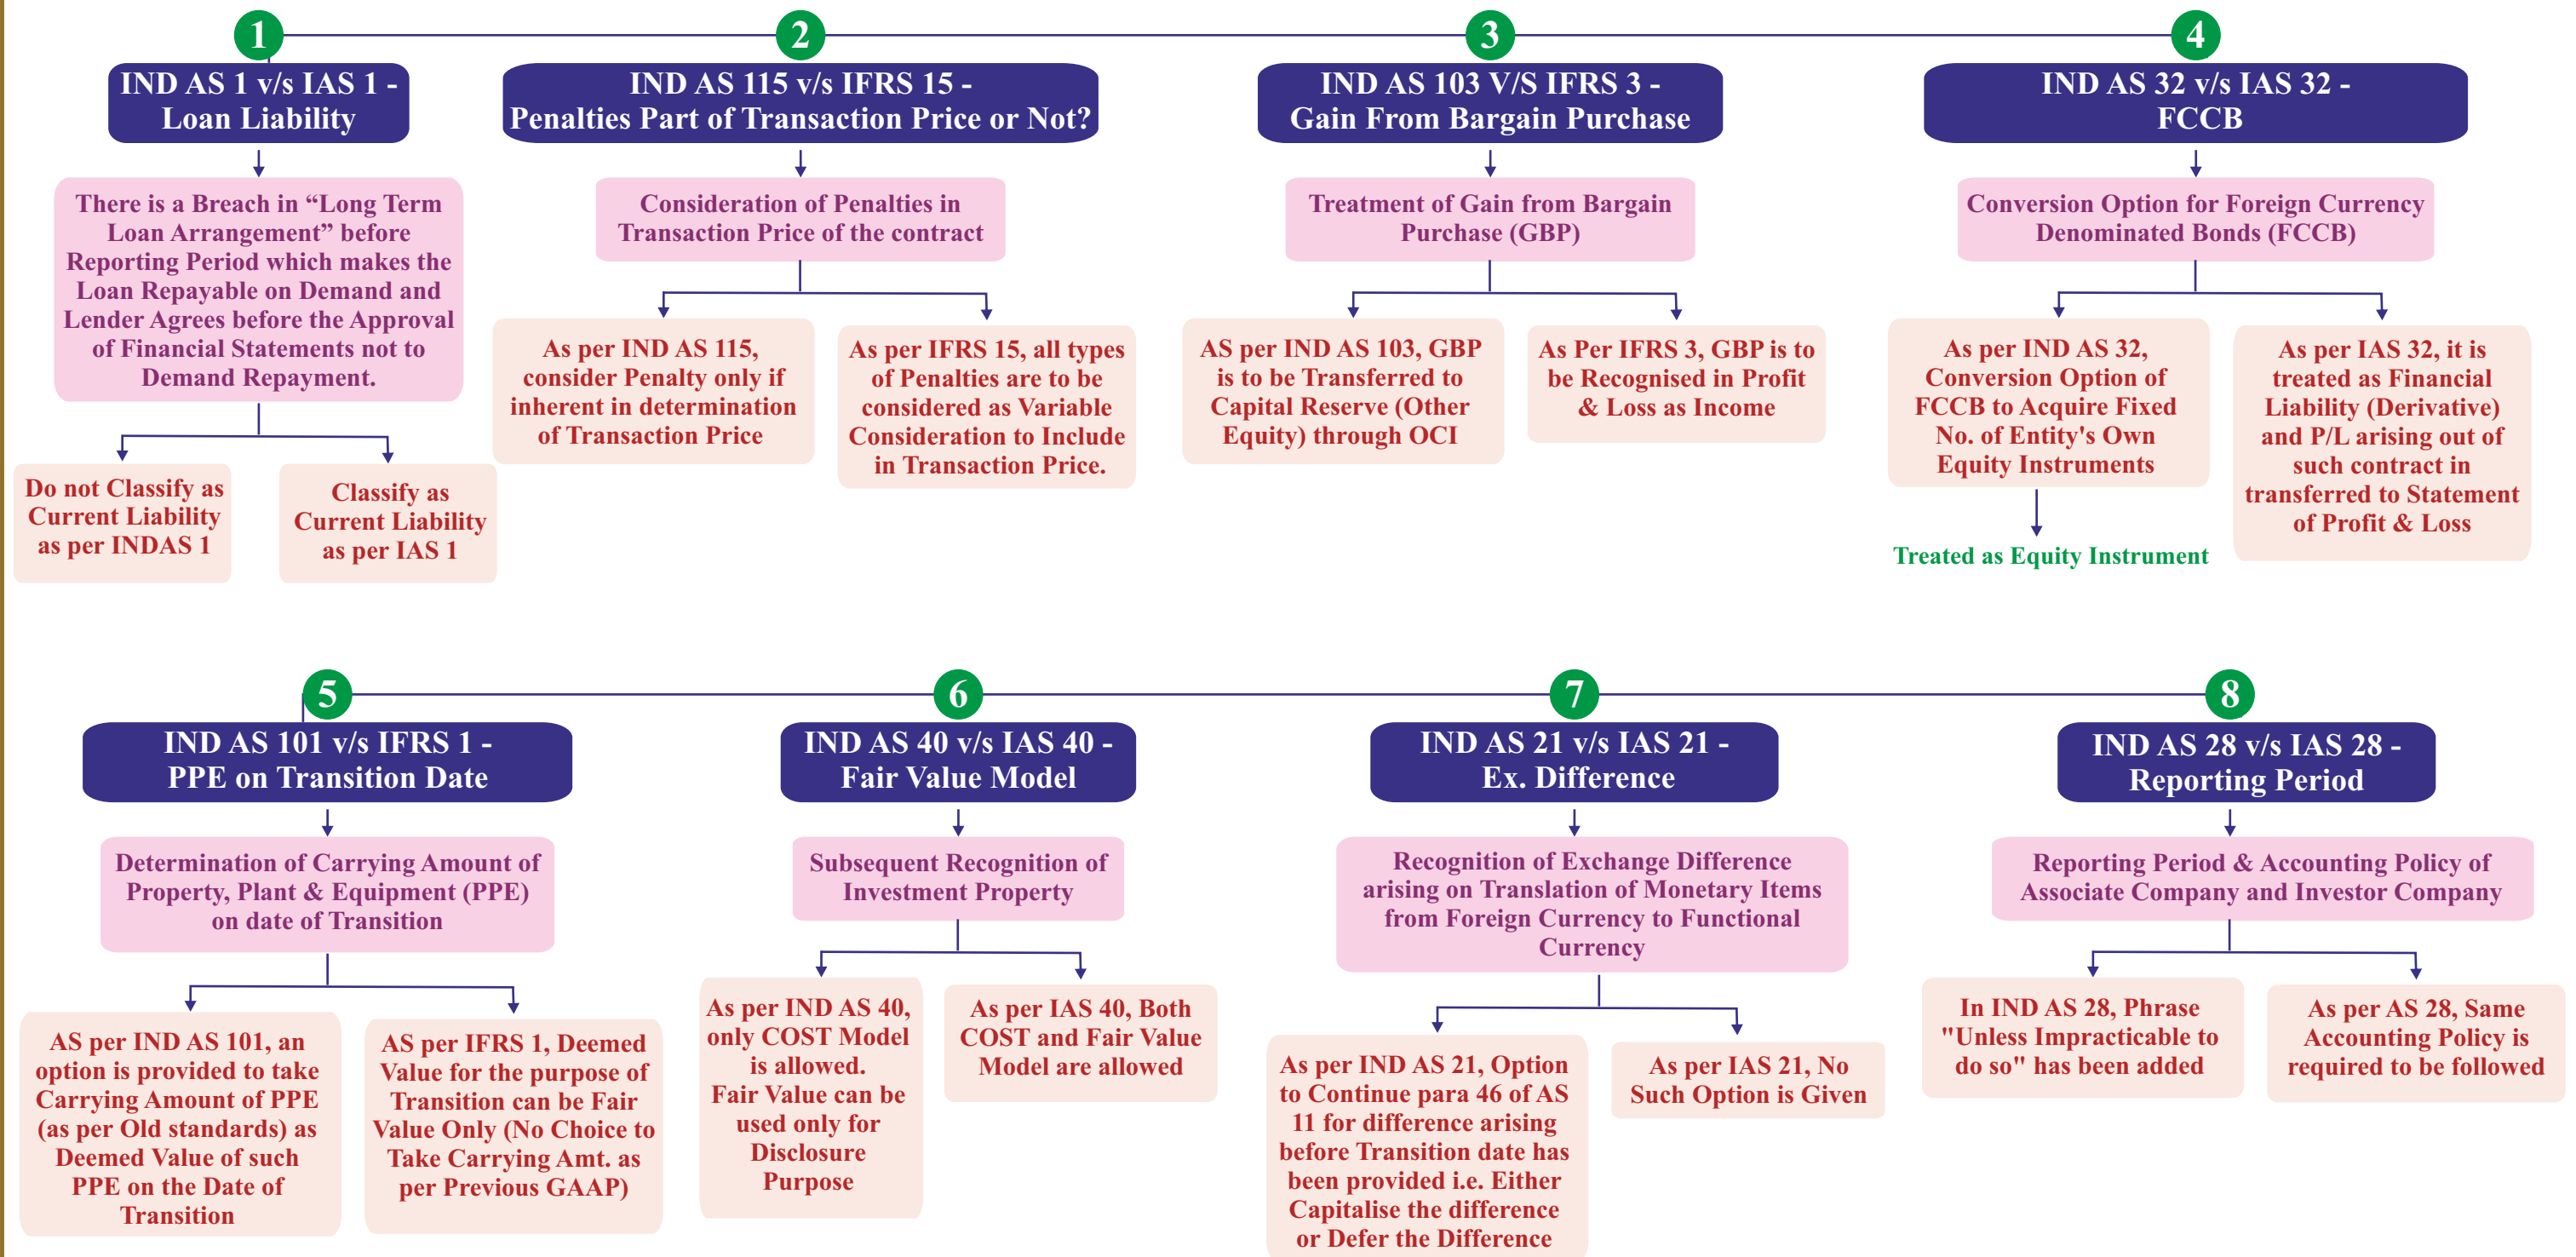 1
IND AS 1 v/s IAS 1 -
Loan Liability
There is a Breach in “Long Term
Loan Arrangement” before
Reporting Period which makes the
Loan Repayable on Demand and
Lender Agrees before the Approval
of Financial Statements not to
Demand Repayment.
Do not Classify as
Current Liability
as per INDAS 1
Classify as
Current Liability
as per IAS 1
2
IND AS 115 v/s IFRS 15 -
Penalties Part of Transaction Price or Not?
Consideration of Penalties in
Transaction Price of the contract
As per IND AS 115,
consider Penalty only if
inherent in determination
of Transaction Price
As per IFRS 15, all types
of Penalties are to be
considered as Variable
Consideration to Include
in Transaction Price.
3
IND AS 103 V/S IFRS 3 -
Gain From Bargain Purchase
Treatment of Gain from Bargain
Purchase (GBP)
AS per IND AS 103, GBP
is to be Transferred to
Capital Reserve (Other
Equity) through OCI
As Per IFRS 3, GBP is to
be Recognised in Profit
& Loss as Income
4
IND AS 32 v/s IAS 32 -
FCCB
Conversion Option for Foreign Currency
Denominated Bonds (FCCB)
As per IND AS 32,
Conversion Option of
FCCB to Acquire Fixed
No. of Entity's Own
Equity Instruments
Treated as Equity Instrument
As per IAS 32, it is
treated as Financial
Liability (Derivative)
and P/L arising out of
such contract in
transferred to Statement
of Profit & Loss
5
IND AS 101 v/s IFRS 1 -
PPE on Transition Date
Determination of Carrying Amount of
Property, Plant & Equipment (PPE)
on date of Transition
AS per IND AS 101, an
option is provided to take
Carrying Amount of PPE
(as per Old standards) as
Deemed Value of such
PPE on the Date of
Transition
AS per IFRS 1, Deemed
Value for the purpose of
Transition can be Fair
Value Only (No Choice to
Take Carrying Amt. as
per Previous GAAP)
6
IND AS 40 v/s IAS 40 -
Fair Value Model
Subsequent Recognition of
Investment Property
As per IND AS 40,
only COST Model
is allowed.
Fair Value can be
used only for
Disclosure
Purpose
As per IAS 40, Both
COST and Fair Value
Model are allowed
7
IND AS 21 v/s IAS 21 -
Ex. Difference
Recognition of Exchange Difference
arising on Translation of Monetary Items
from Foreign Currency to Functional
Currency
As per IND AS 21, Option
to Continue para 46 of AS
11 for difference arising
before Transition date has
been provided i.e. Either
Capitalise the difference
or Defer the Difference
As per IAS 21, No
Such Option is Given
8
IND AS 28 v/s IAS 28 -
Reporting Period
Reporting Period & Accounting Policy of
Associate Company and Investor Company
In IND AS 28, Phrase
"Unless Impracticable to
do so" has been added
As per AS 28, Same
Accounting Policy is
required to be followed